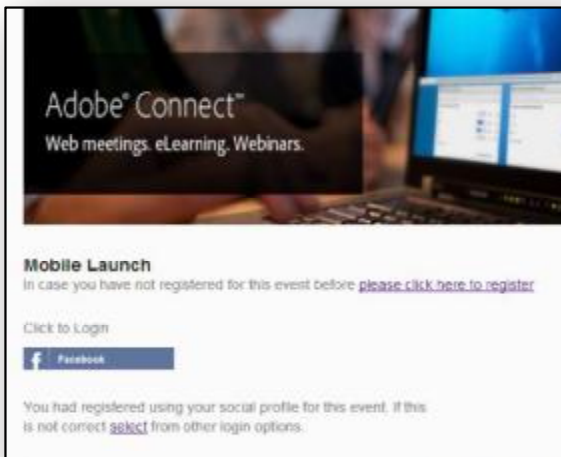 Adobe® Connect™
Web meetings. eLearning. Webinars.
Mobile Launch
In case you have not registered for this event before please click here to register
Click to Login
f Facebook
You had registered using your social profile for this event. If this
is not correct select from other login options.